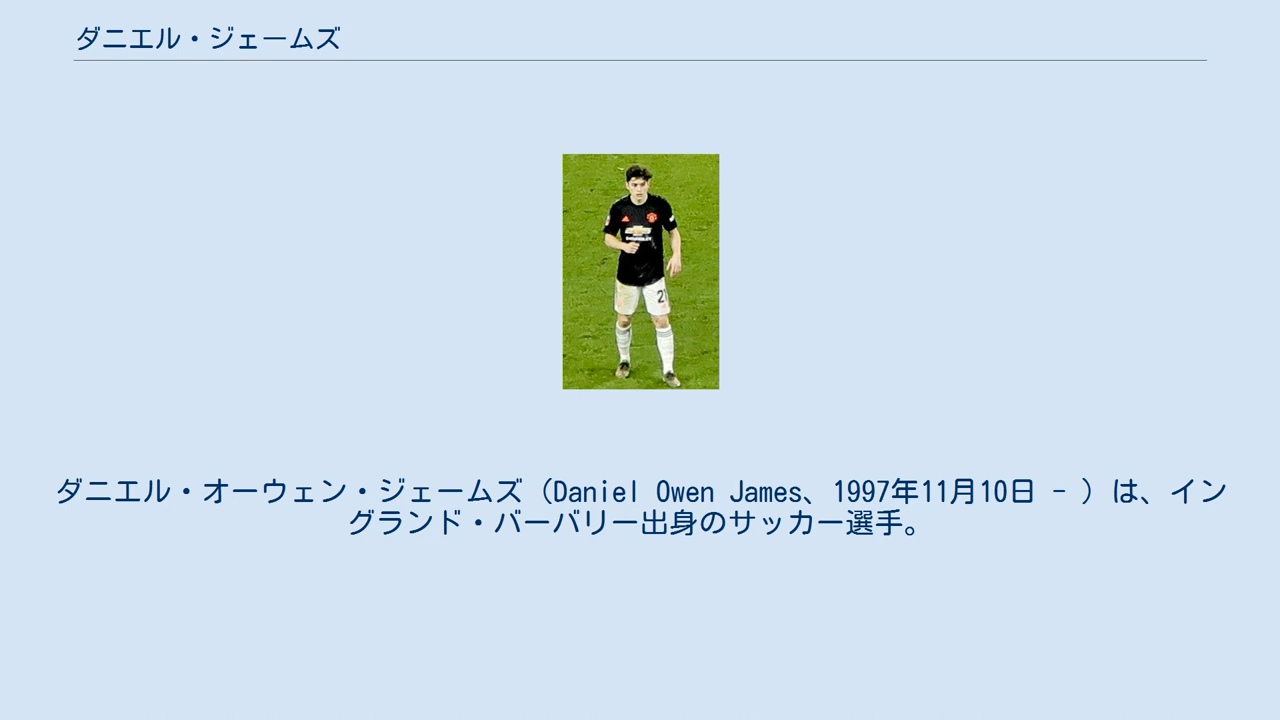 ダニエル・ジェームズ
21
ダニエル・オーウェン・ジェームズ（Daniel Owen James、1997年11月10日 - ）は、イン
グランド・バーバリー出身のサッカー選手。